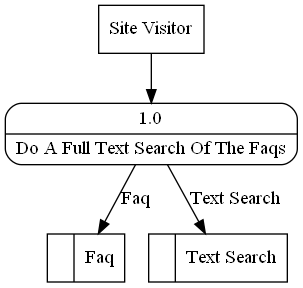 Site Visitor
1.0
Do A Full Text Search Of The Faqs
Faq
Text Search
Faq
Text Search